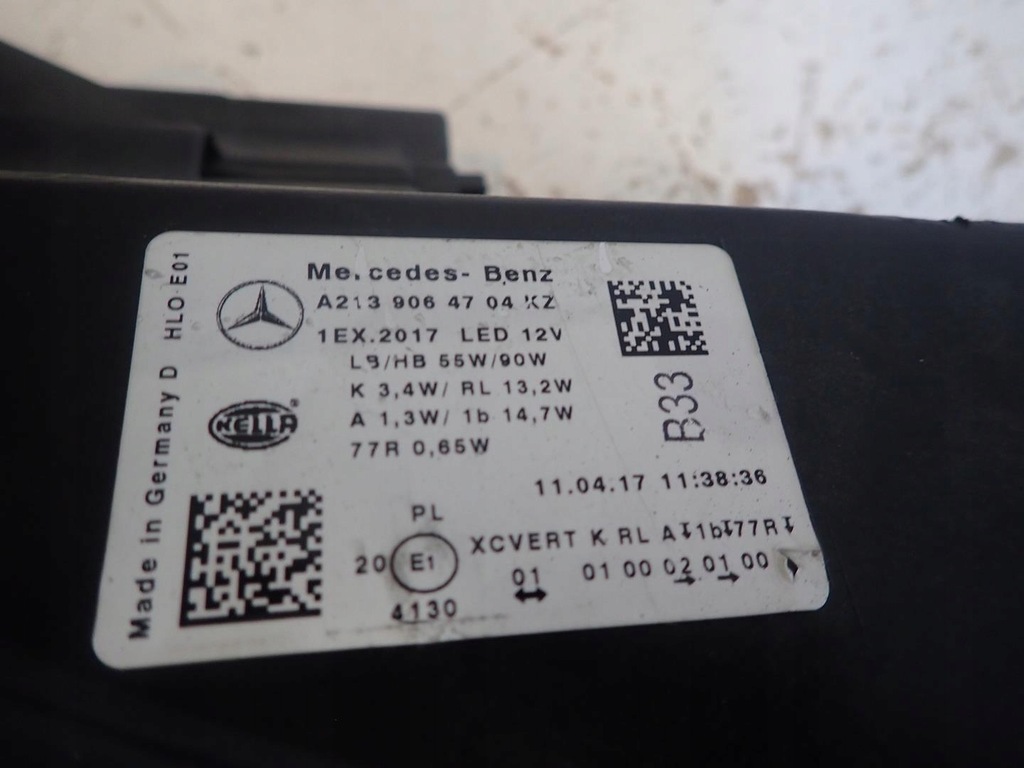 Mercedes- Benz
A213 906 47 04 KZ
1EX.2017 LED 12V
LB/HB 55W/90W
K 3,4W/ RL 13,2W
A 1,3W/ 1b 14,7W
77R 0,65W
HELLA
B33
11.04.17 11:38:36
PL
20 E1 XCVERT K RL A 1b 77R
4130 01 01 00 02 01 00
Made in Germany D HLO E01